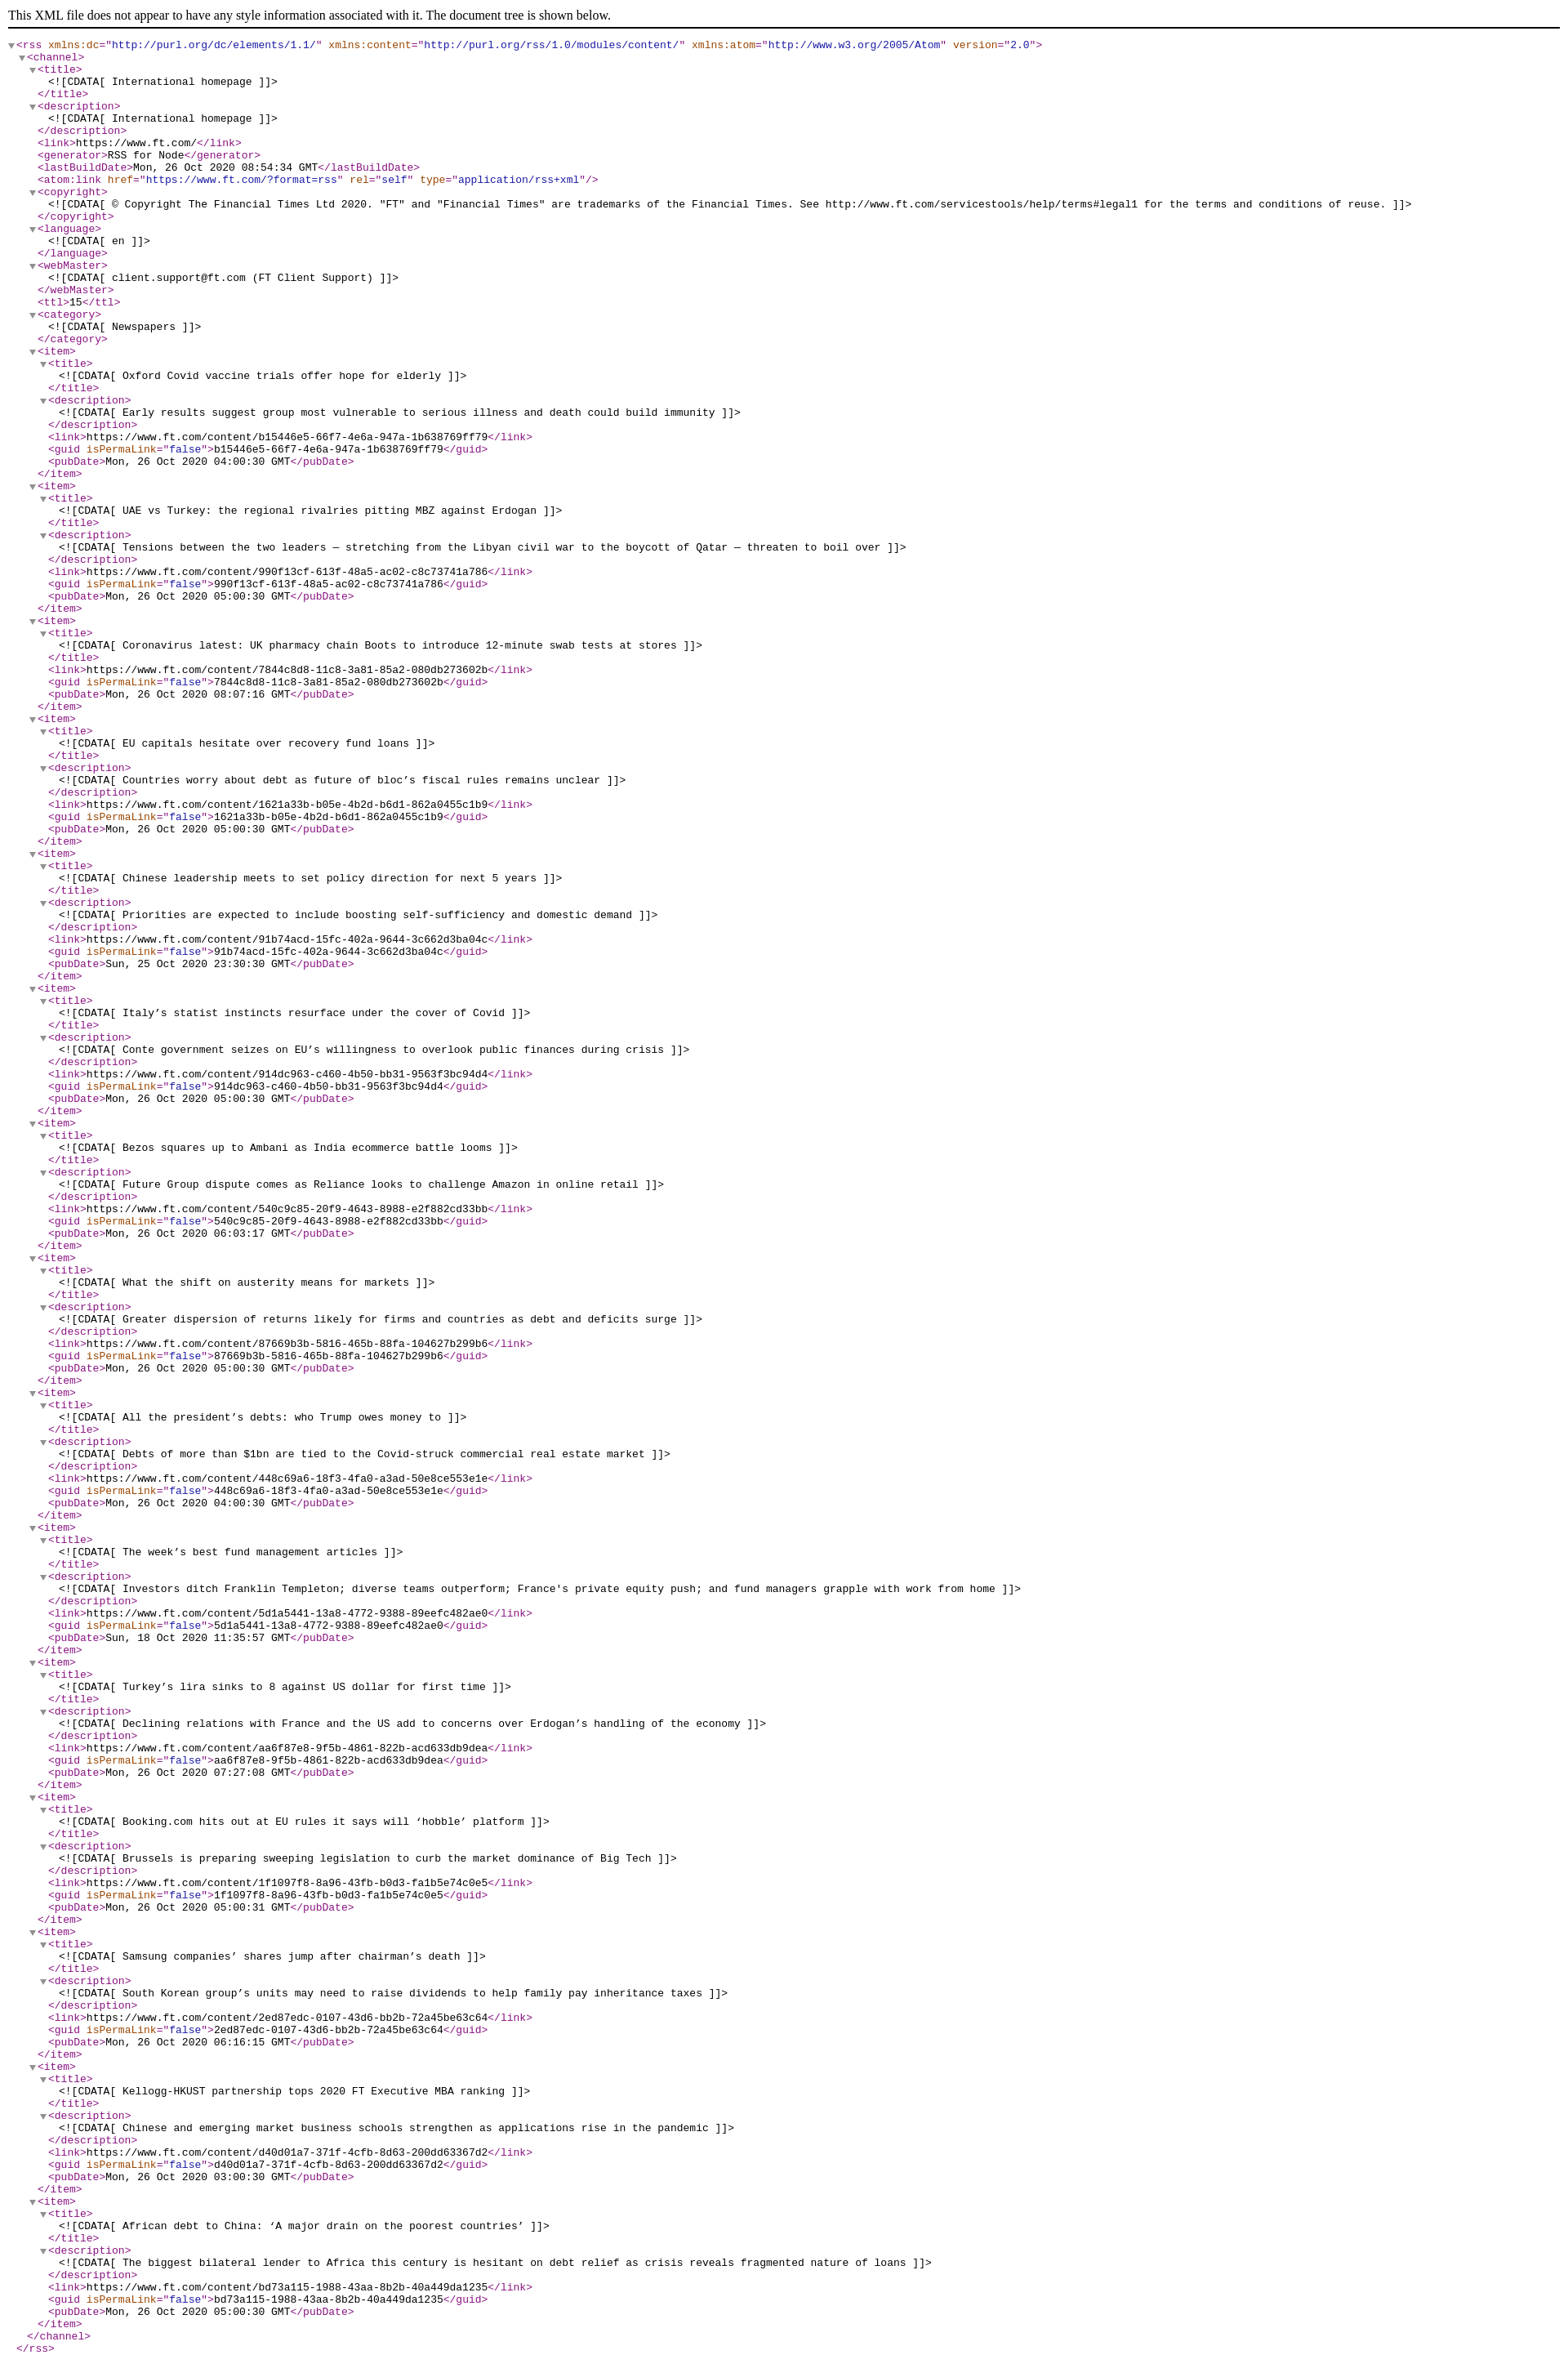 This XML file does not appear to have any style information associated with it. The document tree is shown below.
<rss xmlns:dc="http://purl.org/dc/elements/1.1/" xmlns:content="http://purl.org/rss/1.0/modules/content/" xmlns:atom="http://www.w3.org/2005/Atom" version="2.0">
<channel>
<title>
<![CDATA[ International homepage ]]>
</title>
<description>
<![CDATA[ International homepage ]]>
</description>
<link>https://www.ft.com/</link>
<generator>RSS for Node</generator>
<lastBuildDate>Mon, 26 Oct 2020 08:54:34 GMT</lastBuildDate>
<atom:link href="https://www.ft.com/?format=rss" rel="self" type="application/rss+xml"/>
<copyright>
<![CDATA[ © Copyright The Financial Times Ltd 2020. "FT" and "Financial Times" are trademarks of the Financial Times. See http://www.ft.com/servicestools/help/terms#legal1 for the terms and conditions of reuse. ]]>
</copyright>
<language>
<![CDATA[ en ]]>
</language>
<webMaster>
<![CDATA[ client.support@ft.com (FT Client Support) ]]>
</webMaster>
<ttl>15</ttl>
<category>
<![CDATA[ Newspapers ]]>
</category>
<item>
<title>
<![CDATA[ Oxford Covid vaccine trials offer hope for elderly ]]>
</title>
<description>
<![CDATA[ Early results suggest group most vulnerable to serious illness and death could build immunity ]]>
</description>
<link>https://www.ft.com/content/b15446e5-66f7-4e6a-947a-1b638769ff79</link>
<guid isPermaLink="false">b15446e5-66f7-4e6a-947a-1b638769ff79</guid>
<pubDate>Mon, 26 Oct 2020 04:00:30 GMT</pubDate>
</item>
<item>
<title>
<![CDATA[ UAE vs Turkey: the regional rivalries pitting MBZ against Erdogan ]]>
</title>
<description>
<![CDATA[ Tensions between the two leaders — stretching from the Libyan civil war to the boycott of Qatar — threaten to boil over ]]>
</description>
<link>https://www.ft.com/content/990f13cf-613f-48a5-ac02-c8c73741a786</link>
<guid isPermaLink="false">990f13cf-613f-48a5-ac02-c8c73741a786</guid>
<pubDate>Mon, 26 Oct 2020 05:00:30 GMT</pubDate>
</item>
<item>
<title>
<![CDATA[ Coronavirus latest: UK pharmacy chain Boots to introduce 12-minute swab tests at stores ]]>
</title>
<link>https://www.ft.com/content/7844c8d8-11c8-3a81-85a2-080db273602b</link>
<guid isPermaLink="false">7844c8d8-11c8-3a81-85a2-080db273602b</guid>
<pubDate>Mon, 26 Oct 2020 08:07:16 GMT</pubDate>
</item>
<item>
<title>
<![CDATA[ EU capitals hesitate over recovery fund loans ]]>
</title>
<description>
<![CDATA[ Countries worry about debt as future of bloc’s fiscal rules remains unclear ]]>
</description>
<link>https://www.ft.com/content/1621a33b-b05e-4b2d-b6d1-862a0455c1b9</link>
<guid isPermaLink="false">1621a33b-b05e-4b2d-b6d1-862a0455c1b9</guid>
<pubDate>Mon, 26 Oct 2020 05:00:30 GMT</pubDate>
</item>
<item>
<title>
<![CDATA[ Chinese leadership meets to set policy direction for next 5 years ]]>
</title>
<description>
<![CDATA[ Priorities are expected to include boosting self-sufficiency and domestic demand ]]>
</description>
<link>https://www.ft.com/content/91b74acd-15fc-402a-9644-3c662d3ba04c</link>
<guid isPermaLink="false">91b74acd-15fc-402a-9644-3c662d3ba04c</guid>
<pubDate>Sun, 25 Oct 2020 23:30:30 GMT</pubDate>
</item>
<item>
<title>
<![CDATA[ Italy’s statist instincts resurface under the cover of Covid ]]>
</title>
<description>
<![CDATA[ Conte government seizes on EU’s willingness to overlook public finances during crisis ]]>
</description>
<link>https://www.ft.com/content/914dc963-c460-4b50-bb31-9563f3bc94d4</link>
<guid isPermaLink="false">914dc963-c460-4b50-bb31-9563f3bc94d4</guid>
<pubDate>Mon, 26 Oct 2020 05:00:30 GMT</pubDate>
</item>
<item>
<title>
<![CDATA[ Bezos squares up to Ambani as India ecommerce battle looms ]]>
</title>
<description>
<![CDATA[ Future Group dispute comes as Reliance looks to challenge Amazon in online retail ]]>
</description>
<link>https://www.ft.com/content/540c9c85-20f9-4643-8988-e2f882cd33bb</link>
<guid isPermaLink="false">540c9c85-20f9-4643-8988-e2f882cd33bb</guid>
<pubDate>Mon, 26 Oct 2020 06:03:17 GMT</pubDate>
</item>
<item>
<title>
<![CDATA[ What the shift on austerity means for markets ]]>
</title>
<description>
<![CDATA[ Greater dispersion of returns likely for firms and countries as debt and deficits surge ]]>
</description>
<link>https://www.ft.com/content/87669b3b-5816-465b-88fa-104627b299b6</link>
<guid isPermaLink="false">87669b3b-5816-465b-88fa-104627b299b6</guid>
<pubDate>Mon, 26 Oct 2020 05:00:30 GMT</pubDate>
</item>
<item>
<title>
<![CDATA[ All the president’s debts: who Trump owes money to ]]>
</title>
<description>
<![CDATA[ Debts of more than $1bn are tied to the Covid-struck commercial real estate market ]]>
</description>
<link>https://www.ft.com/content/448c69a6-18f3-4fa0-a3ad-50e8ce553e1e</link>
<guid isPermaLink="false">448c69a6-18f3-4fa0-a3ad-50e8ce553e1e</guid>
<pubDate>Mon, 26 Oct 2020 04:00:30 GMT</pubDate>
</item>
<item>
<title>
<![CDATA[ The week’s best fund management articles ]]>
</title>
<description>
<![CDATA[ Investors ditch Franklin Templeton; diverse teams outperform; France's private equity push; and fund managers grapple with work from home ]]>
</description>
<link>https://www.ft.com/content/5d1a5441-13a8-4772-9388-89eefc482ae0</link>
<guid isPermaLink="false">5d1a5441-13a8-4772-9388-89eefc482ae0</guid>
<pubDate>Sun, 18 Oct 2020 11:35:57 GMT</pubDate>
</item>
<item>
<title>
<![CDATA[ Turkey’s lira sinks to 8 against US dollar for first time ]]>
</title>
<description>
<![CDATA[ Declining relations with France and the US add to concerns over Erdogan’s handling of the economy ]]>
</description>
<link>https://www.ft.com/content/aa6f87e8-9f5b-4861-822b-acd633db9dea</link>
<guid isPermaLink="false">aa6f87e8-9f5b-4861-822b-acd633db9dea</guid>
<pubDate>Mon, 26 Oct 2020 07:27:08 GMT</pubDate>
</item>
<item>
<title>
<![CDATA[ Booking.com hits out at EU rules it says will ‘hobble’ platform ]]>
</title>
<description>
<![CDATA[ Brussels is preparing sweeping legislation to curb the market dominance of Big Tech ]]>
</description>
<link>https://www.ft.com/content/1f1097f8-8a96-43fb-b0d3-fa1b5e74c0e5</link>
<guid isPermaLink="false">1f1097f8-8a96-43fb-b0d3-fa1b5e74c0e5</guid>
<pubDate>Mon, 26 Oct 2020 05:00:31 GMT</pubDate>
</item>
<item>
<title>
<![CDATA[ Samsung companies’ shares jump after chairman’s death ]]>
</title>
<description>
<![CDATA[ South Korean group’s units may need to raise dividends to help family pay inheritance taxes ]]>
</description>
<link>https://www.ft.com/content/2ed87edc-0107-43d6-bb2b-72a45be63c64</link>
<guid isPermaLink="false">2ed87edc-0107-43d6-bb2b-72a45be63c64</guid>
<pubDate>Mon, 26 Oct 2020 06:16:15 GMT</pubDate>
</item>
<item>
<title>
<![CDATA[ Kellogg-HKUST partnership tops 2020 FT Executive MBA ranking ]]>
</title>
<description>
<![CDATA[ Chinese and emerging market business schools strengthen as applications rise in the pandemic ]]>
</description>
<link>https://www.ft.com/content/d40d01a7-371f-4cfb-8d63-200dd63367d2</link>
<guid isPermaLink="false">d40d01a7-371f-4cfb-8d63-200dd63367d2</guid>
<pubDate>Mon, 26 Oct 2020 03:00:30 GMT</pubDate>
</item>
<item>
<title>
<![CDATA[ African debt to China: ‘A major drain on the poorest countries’ ]]>
</title>
<description>
<![CDATA[ The biggest bilateral lender to Africa this century is hesitant on debt relief as crisis reveals fragmented nature of loans ]]>
</description>
<link>https://www.ft.com/content/bd73a115-1988-43aa-8b2b-40a449da1235</link>
<guid isPermaLink="false">bd73a115-1988-43aa-8b2b-40a449da1235</guid>
<pubDate>Mon, 26 Oct 2020 05:00:30 GMT</pubDate>
</item>
</channel>
</rss>